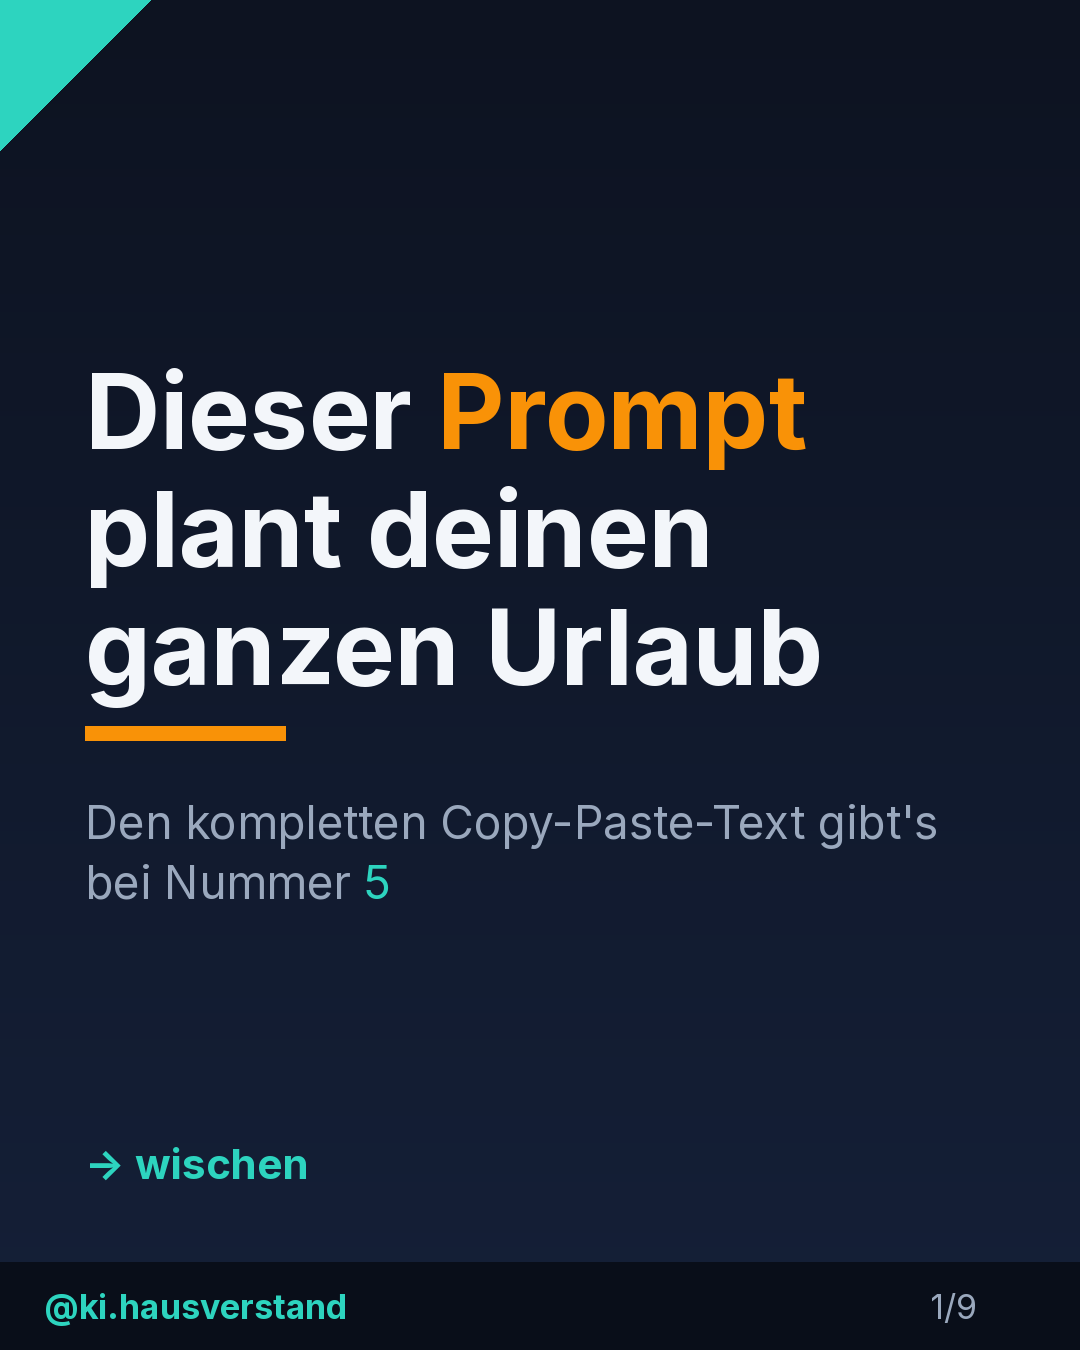 Dieser Prompt
plant deinen
ganzen Urlaub
Den kompletten Copy-Paste-Text gibt's
bei Nummer 5
→ wischen
@ki.hausverstand
1/9